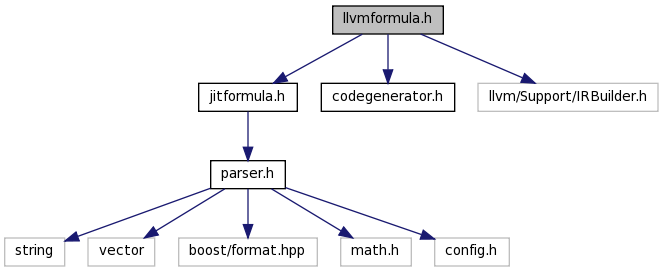 llvmformula.h
jitformula.h
codegenerator.h
llvm/Support/IRBuilder.h
parser.h
string
vector
boost/format.hpp
math.h
config.h